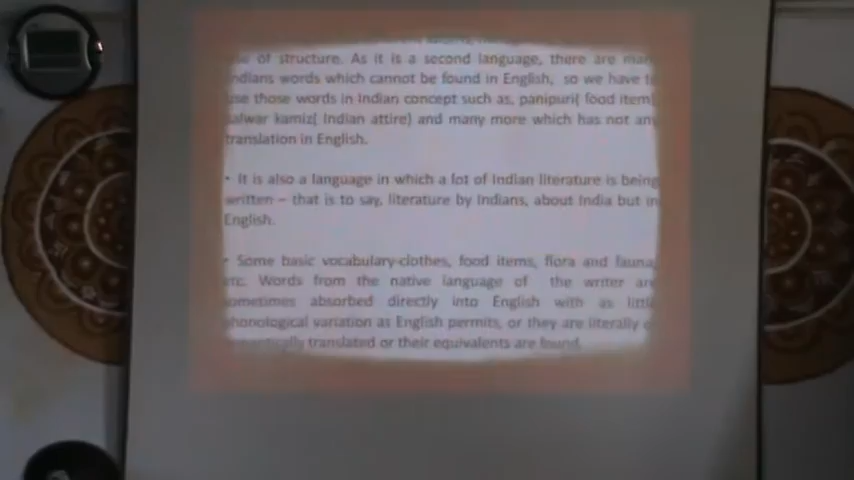 of structure. As it is a second language, there are man
ndians words which cannot be found in English, so we have t
use those words in Indian concept such as, panipuri( food item)
salwar kamiz( Indian attire) and many more which has not an
translation in English.
• It is also a language in which a lot of Indian literature is being
written – that is to say, literature by Indians, about India but in
English.
• Some basic vocabulary-clothes, food items, flora and fauna,
etc. Words from the native language of the writer are
sometimes absorbed directly into English with as little
phonological variation as English permits, or they are literally o
translated or their equivalents are found.